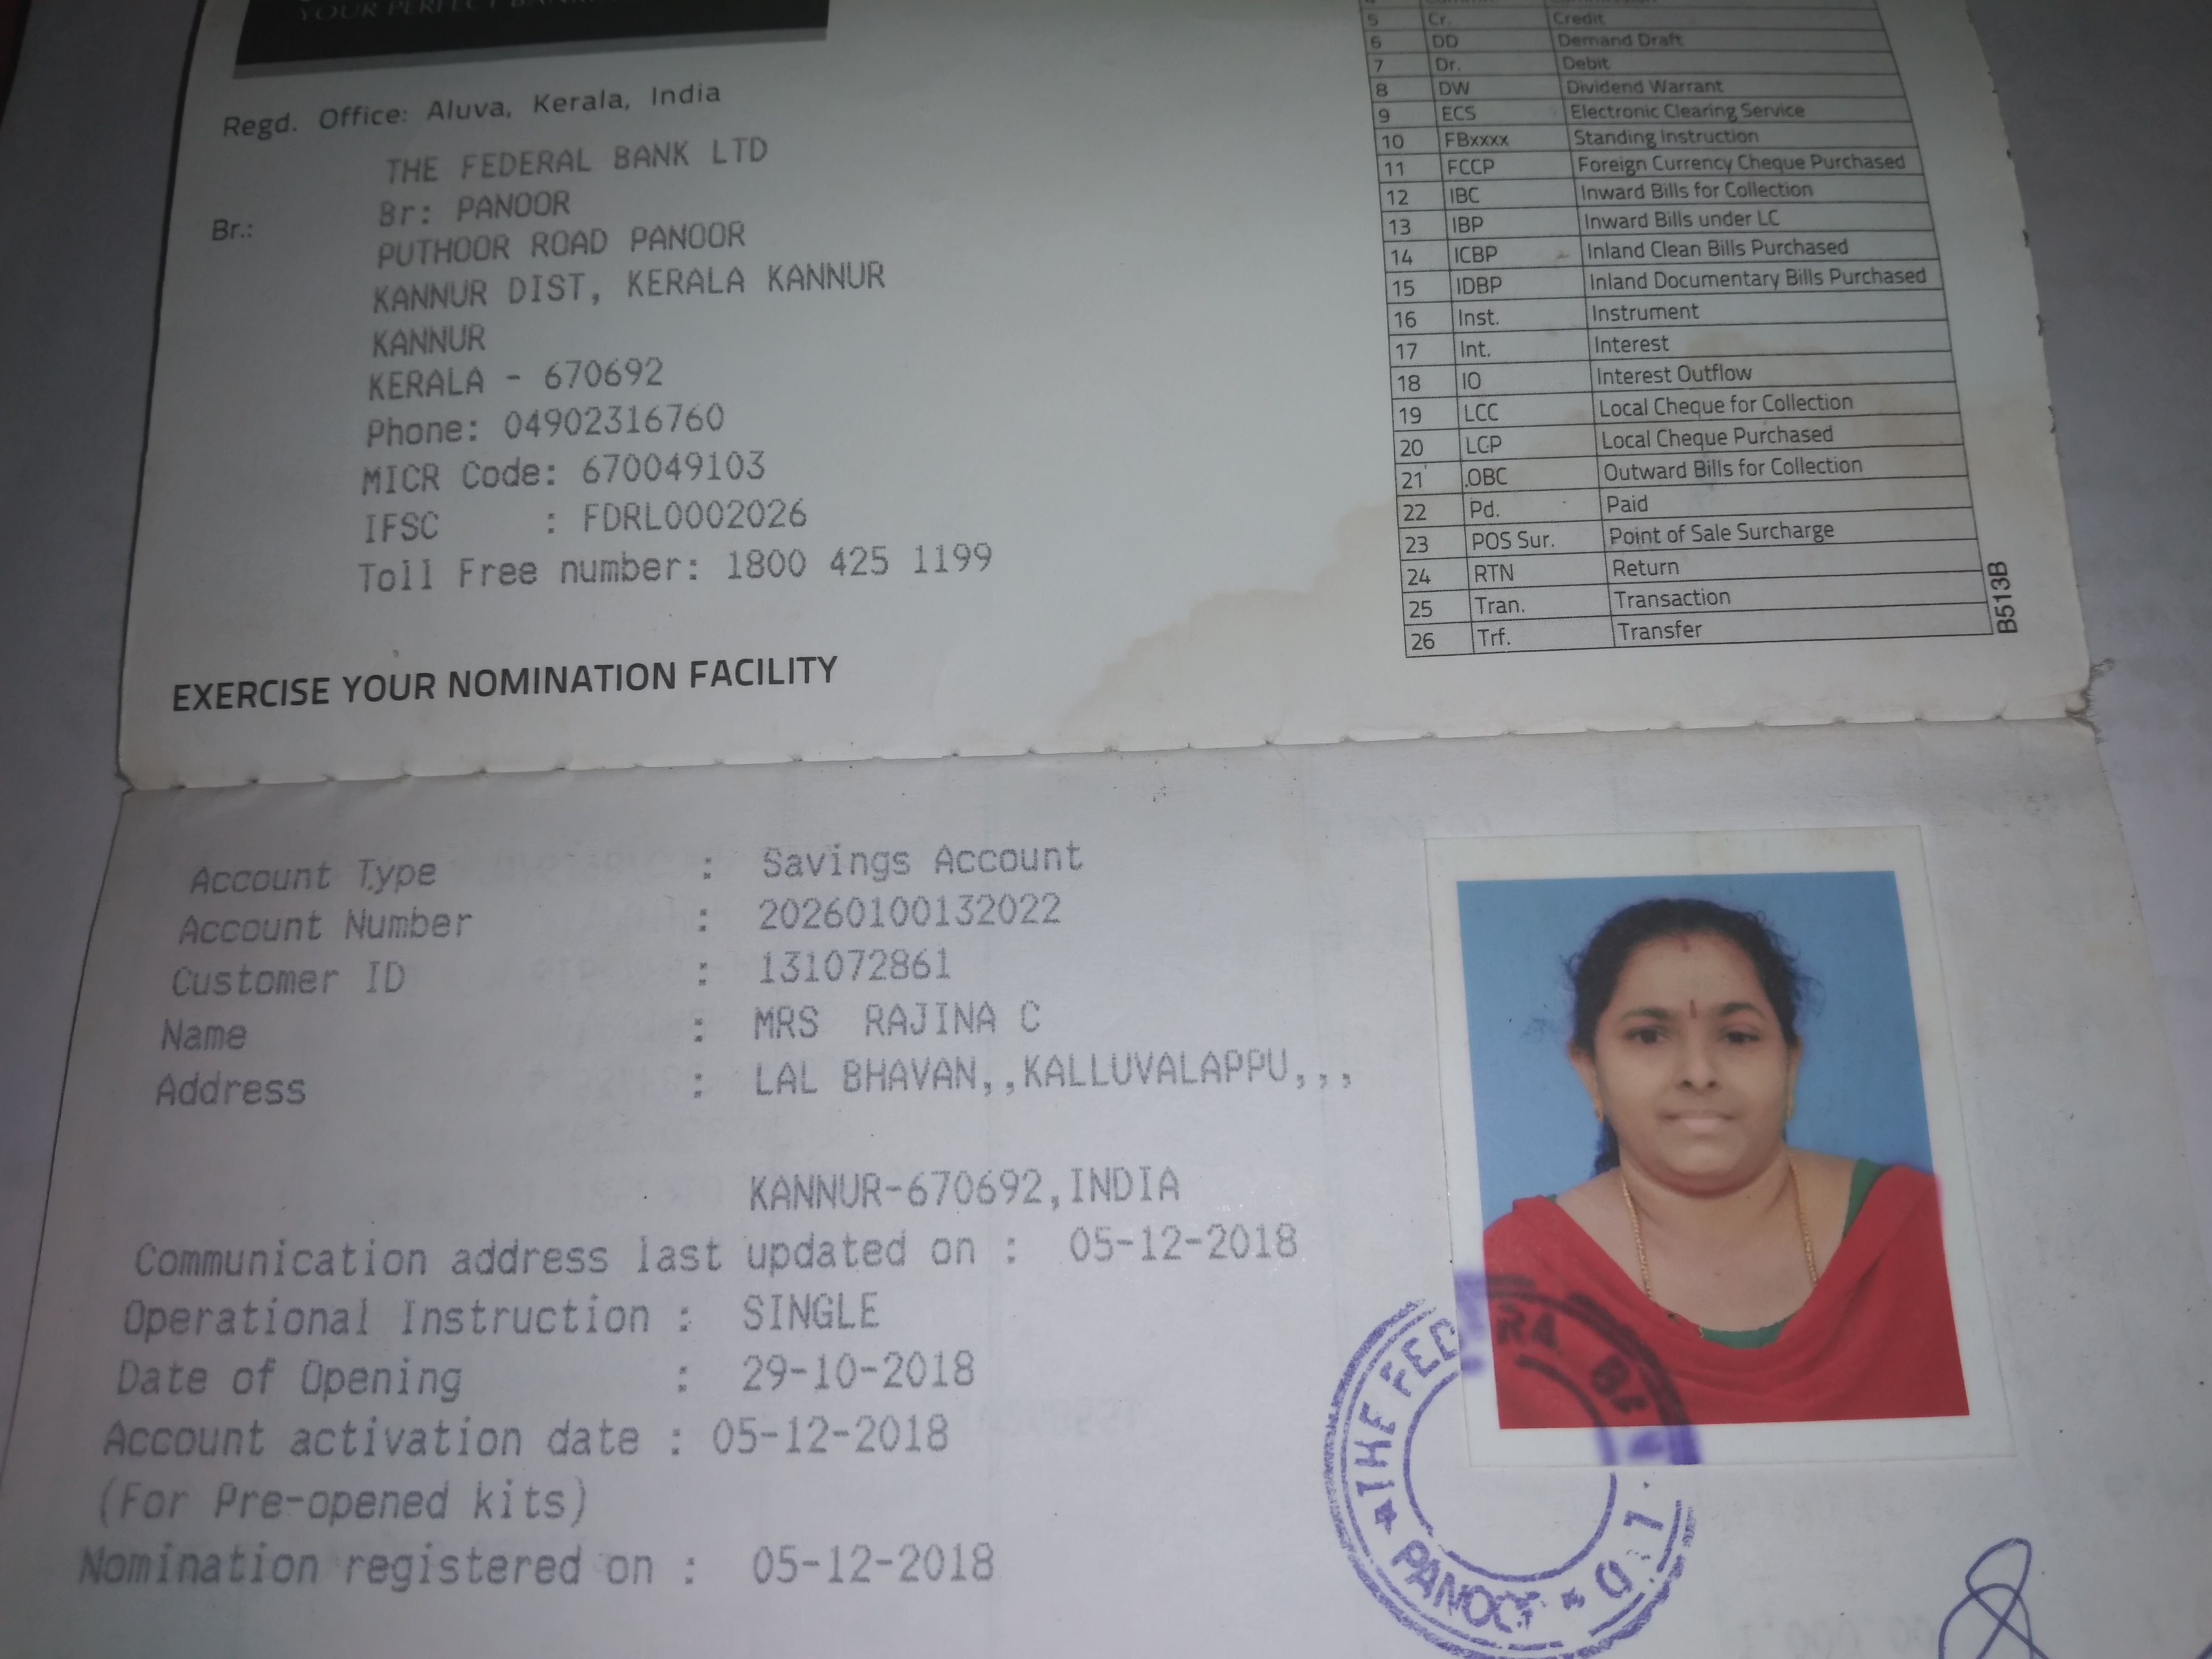 YOUR PERFECT
Regd. Office: Aluva, Kerala, India
THE FEDERAL BANK LTD
Br.: Br: PANOOR
PUTHOOR ROAD PANOOR
KANNUR DIST, KERALA KANNUR
KANNUR
KERALA - 670692
Phone: 04902316760
MICR Code: 670049103
IFSC : FDRL0002026
Toll Free number: 1800 425 1199
EXERCISE YOUR NOMINATION FACILITY
5 Cr. Credit
6 DD Demand Draft
7 Dr. Debit
8 DW Dividend Warrant
9 ECS Electronic Clearing Service
10 FBxxxx Standing Instruction
11 FCCP Foreign Currency Cheque Purchased
12 IBC Inward Bills for Collection
13 IBP Inward Bills under LC
14 ICBP Inland Clean Bills Purchased
15 IDBP Inland Documentary Bills Purchased
16 Inst. Instrument
17 Int. Interest
18 IO Interest Outflow
19 LCC Local Cheque for Collection
20 LCP Local Cheque Purchased
21 OBC Outward Bills for Collection
22 Pd. Paid
23 POS Sur. Point of Sale Surcharge
24 RTN Return
25 Tran. Transaction
26 Trf. Transfer
B513B
Account Type : Savings Account
Account Number : 20260100132022
Customer ID : 131072861
Name : MRS RAJINA C
Address : LAL BHAVAN,,KALLUVALAPPU,,,
KANNUR-670692,INDIA
Communication address last updated on : 05-12-2018
Operational Instruction : SINGLE
Date of Opening : 29-10-2018
Account activation date : 05-12-2018
(For Pre-opened kits)
Nomination registered on : 05-12-2018
THE